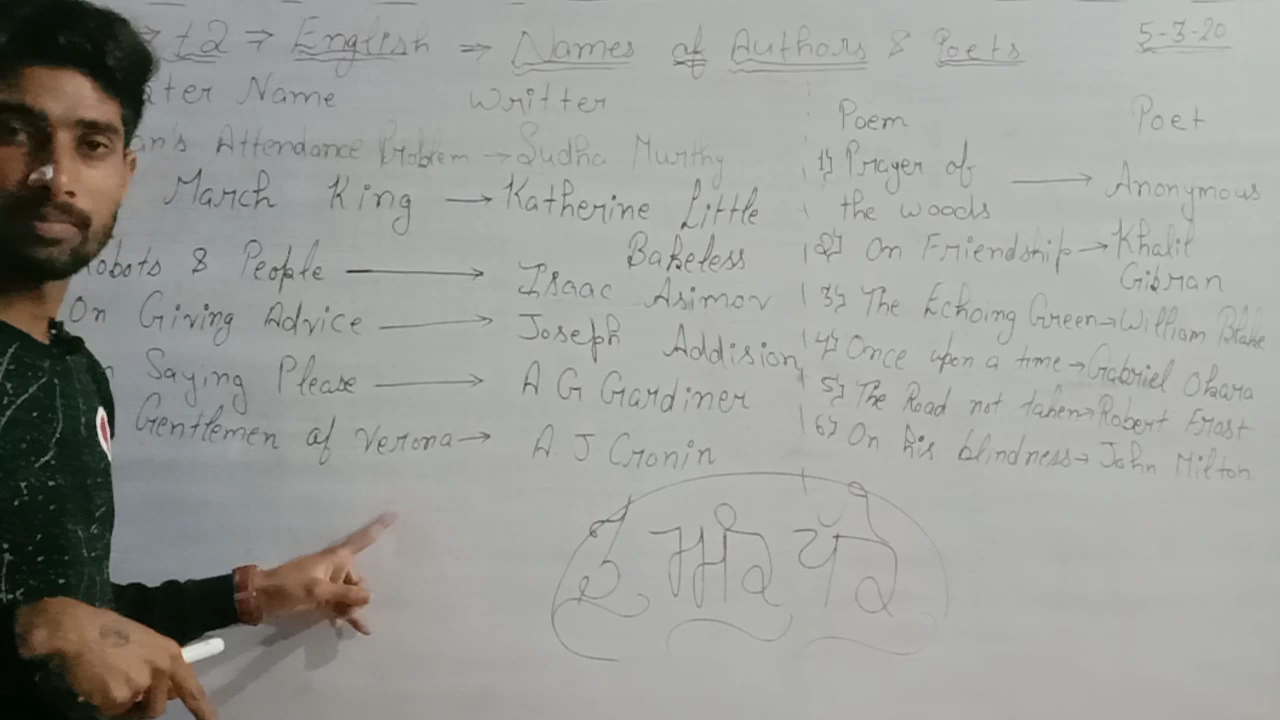 +2 ⇒ English ⇒ Names of Authors & Poets
5-3-20
Name Writter
Attendance Problem → Sudha Murthy
March King → Katherine Little Bakeless
Robots & People → Isaac Asimov
On Giving Advice → Joseph Addision
Saying Please → A G Gardiner
Gentlemen of Verona → A J Cronin
Poem Poet
1) Prayer of the woods → Anonymous
2) On Friendship → Khalil Gibran
3) The Echoing Green → William Blake
4) Once upon a time → Gabriel Okara
5) The Road not taken → Robert Frost
6) On his blindness → John Milton